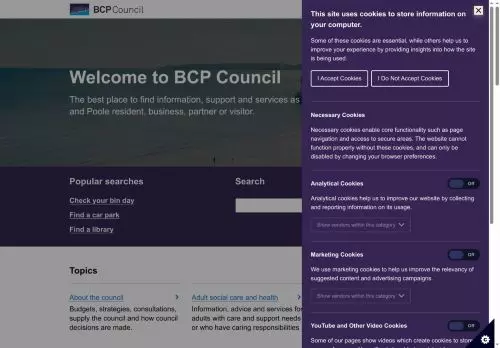 BCP Council
Welcome to BCP Council
The best place to find information, support and services as
and Poole resident, business, partner or visitor.
Popular searches
Check your bin day
Find a car park
Find a library
Search
Topics
About the council
Budgets, strategies, consultations,
supply the council and how council
decisions are made.
Adult social care and health
Information, advice and services for
adults with care and support needs
or who have caring responsibilities
This site uses cookies to store information on
your computer.
Some of these cookies are essential, while others help us to
improve your experience by providing insights into how the site
is being used.
I Accept Cookies
I Do Not Accept Cookies
Necessary Cookies
Necessary cookies enable core functionality such as page
navigation and access to secure areas. The website cannot
function properly without these cookies, and can only be
disabled by changing your browser preferences.
Analytical Cookies
Off
Analytical cookies help us to improve our website by collecting
and reporting information on its usage.
Show vendors within this category
Marketing Cookies
Off
We use marketing cookies to help us improve the relevancy of
suggested content and advertising campaigns.
Show vendors within this category
YouTube and Other Video Cookies
Off
Some of our pages show videos which create cookies to store